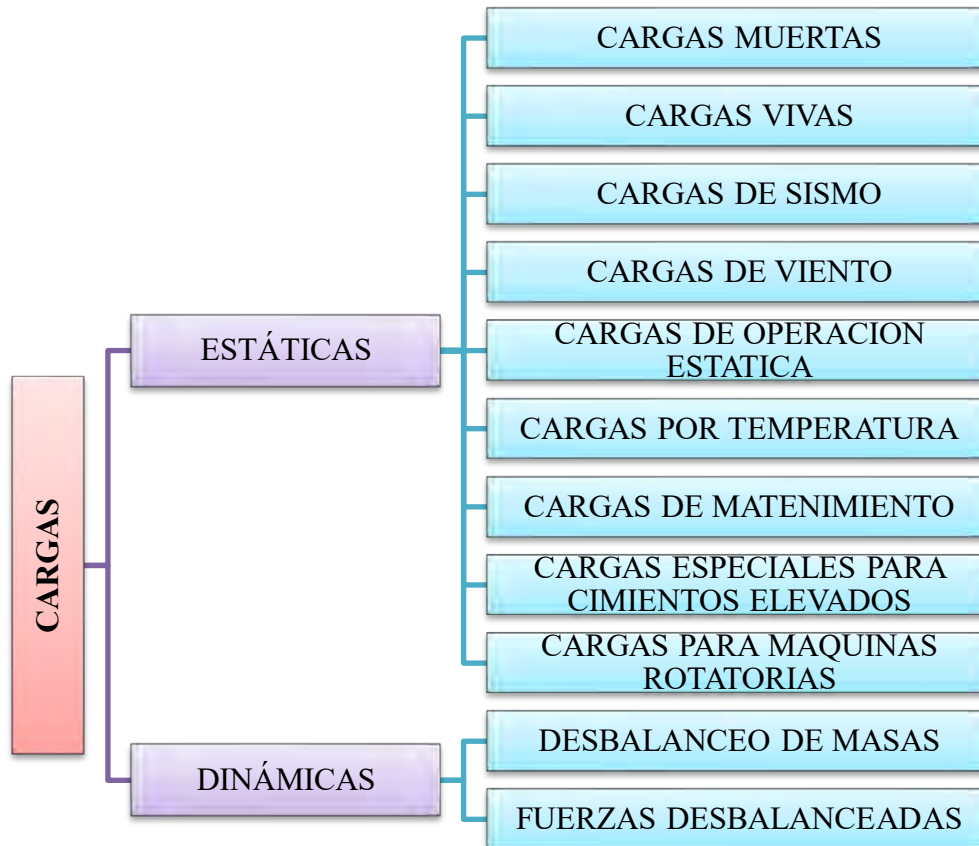 CARGAS
ESTÁTICAS
CARGAS MUERTAS
CARGAS VIVAS
CARGAS DE SISMO
CARGAS DE VIENTO
CARGAS DE OPERACION
ESTATICA
CARGAS POR TEMPERATURA
CARGAS DE MATENIMIENTO
CARGAS ESPECIALES PARA
CIMIENTOS ELEVADOS
CARGAS PARA MAQUINAS
ROTATORIAS
DINÁMICAS
DESBALANCEO DE MASAS
FUERZAS DESBALANCEADAS